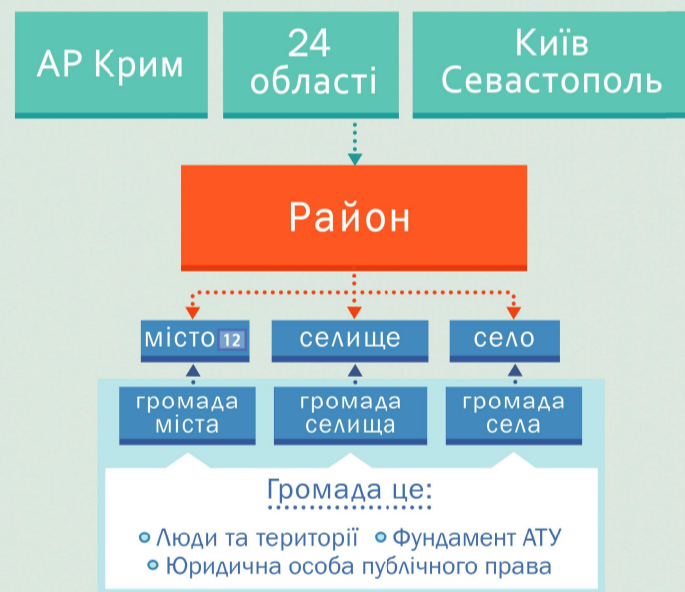 АР Крим
24
області
Київ
Севастополь
Район
місто 12
селище
село
громада
міста
громада
селища
громада
села
Громада це:
Люди та території
Фундамент АТУ
Юридична особа публічного права